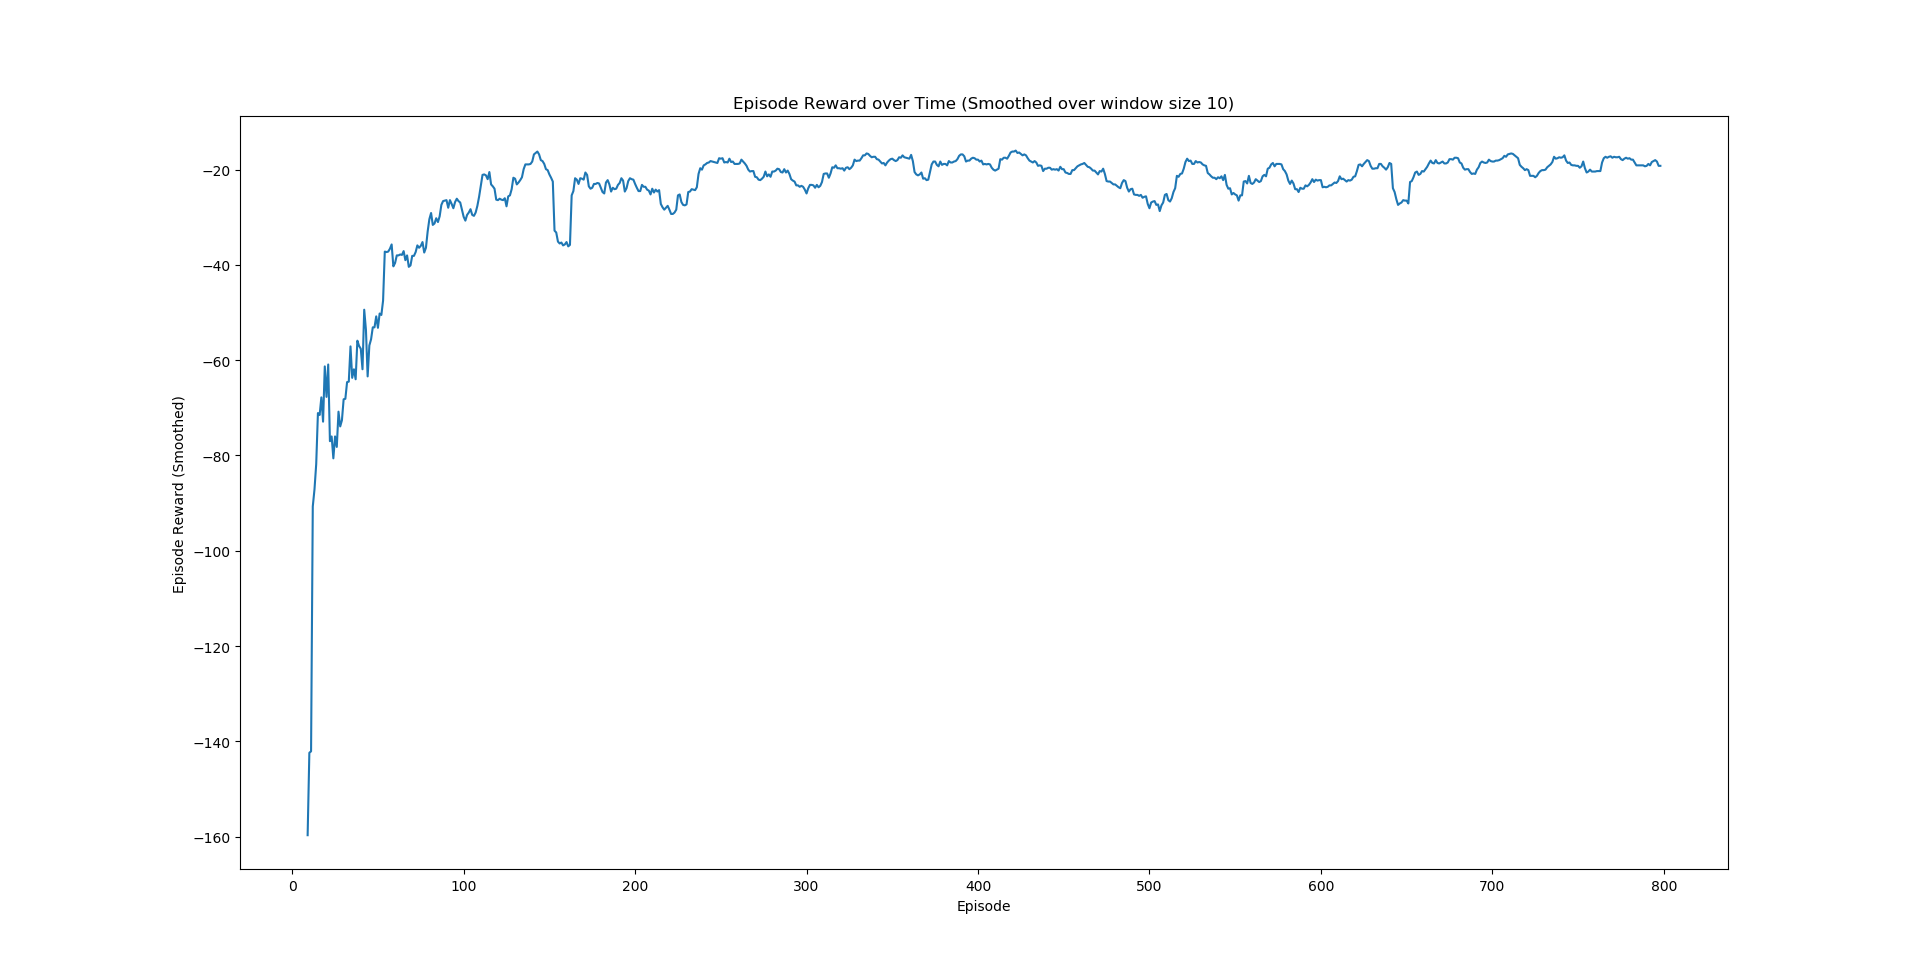 Episode Reward over Time (Smoothed over window size 10)
Episode Reward (Smoothed)
−20
−40
−60
−80
−100
−120
−140
−160
0 100 200 300 400 500 600 700 800
Episode